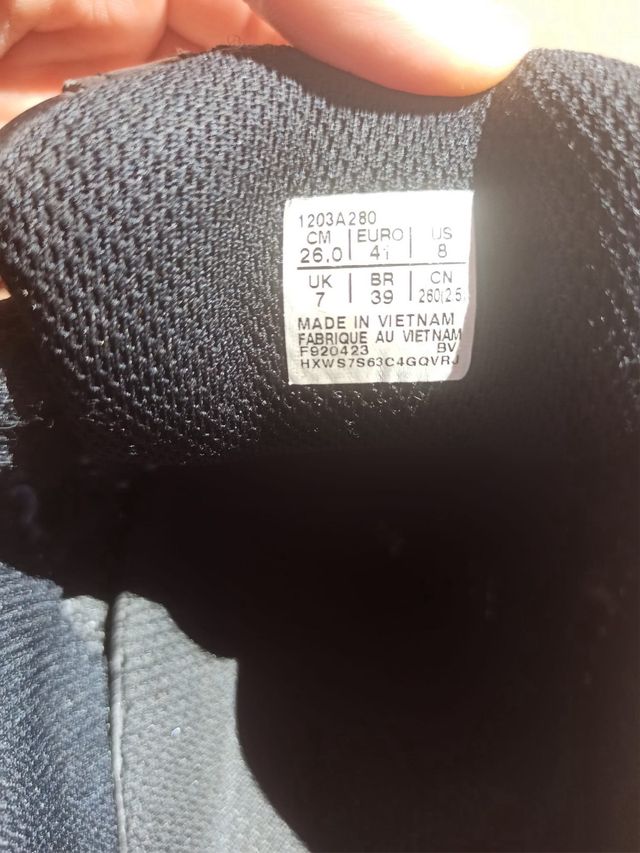 1203A280
CM | EURO | US
26.0 | 41 | 8
UK | BR | CN
7 | 39 | 260(2.5)
MADE IN VIETNAM
FABRIQUE AU VIETNAM
F920423 BV
HXWS7S63C4GQVRJ